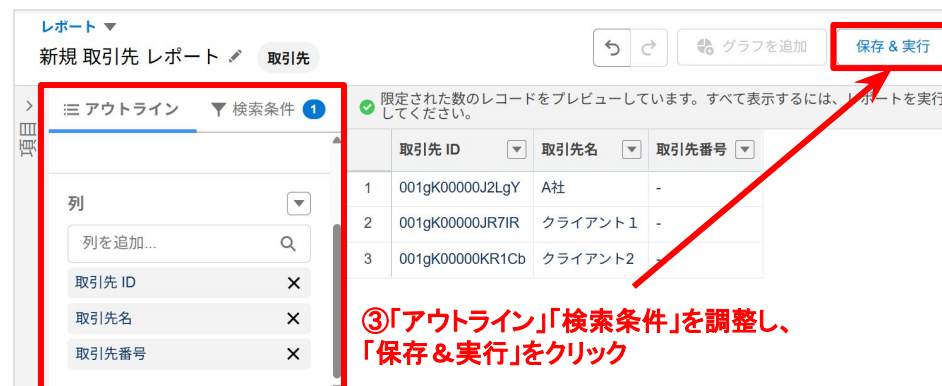 レポート
新規 取引先 レポート 取引先
グラフを追加
保存 & 実行
項目
アウトライン
検索条件 1
限定された数のレコードをプレビューしています。すべて表示するには、レポートを実行
してください。
列
列を追加...
取引先 ID
取引先名
取引先番号
取引先 ID 取引先名 取引先番号
1 001gK00000J2LgY A社 -
2 001gK00000JR7IR クライアント１ -
3 001gK00000KR1Cb クライアント2 -
③「アウトライン」「検索条件」を調整し、
「保存＆実行」をクリック